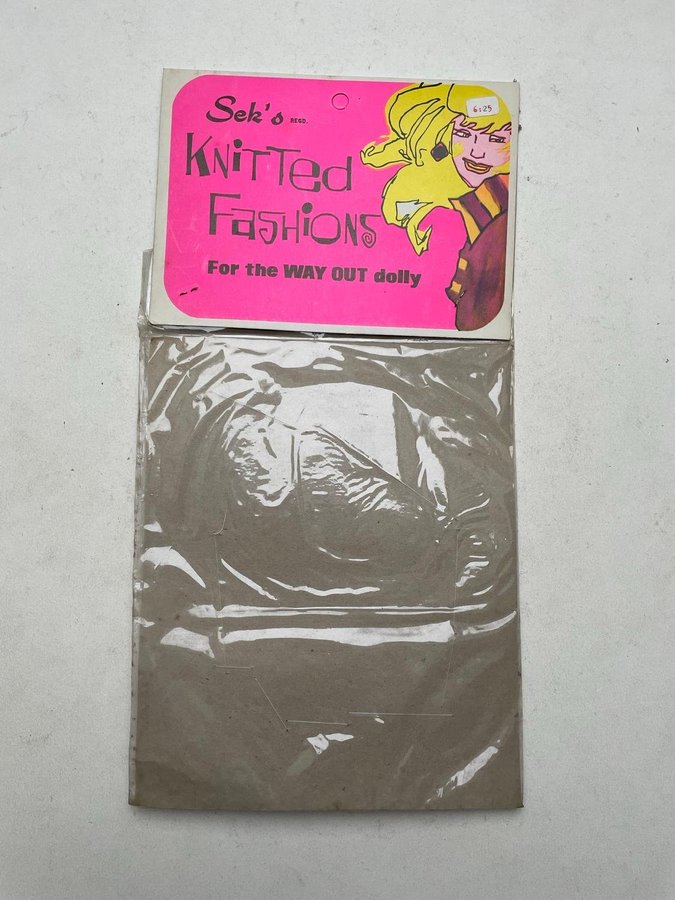 Sek's REGD.
6:25
KNiTTed
FASHiONS
For the WAY OUT dolly